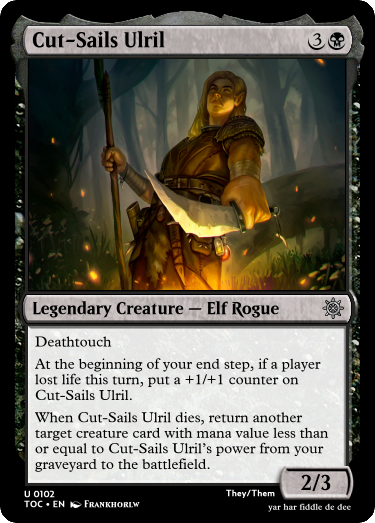 Cut-Sails Ulril 3
Legendary Creature — Elf Rogue
Deathtouch
At the beginning of your end step, if a player
lost life this turn, put a +1/+1 counter on
Cut-Sails Ulril.
When Cut-Sails Ulril dies, return another
target creature card with mana value less than
or equal to Cut-Sails Ulril's power from your
graveyard to the battlefield.
2/3
U 0102
They/Them
yar har fiddle de dee
TOC • EN Frankhorlw